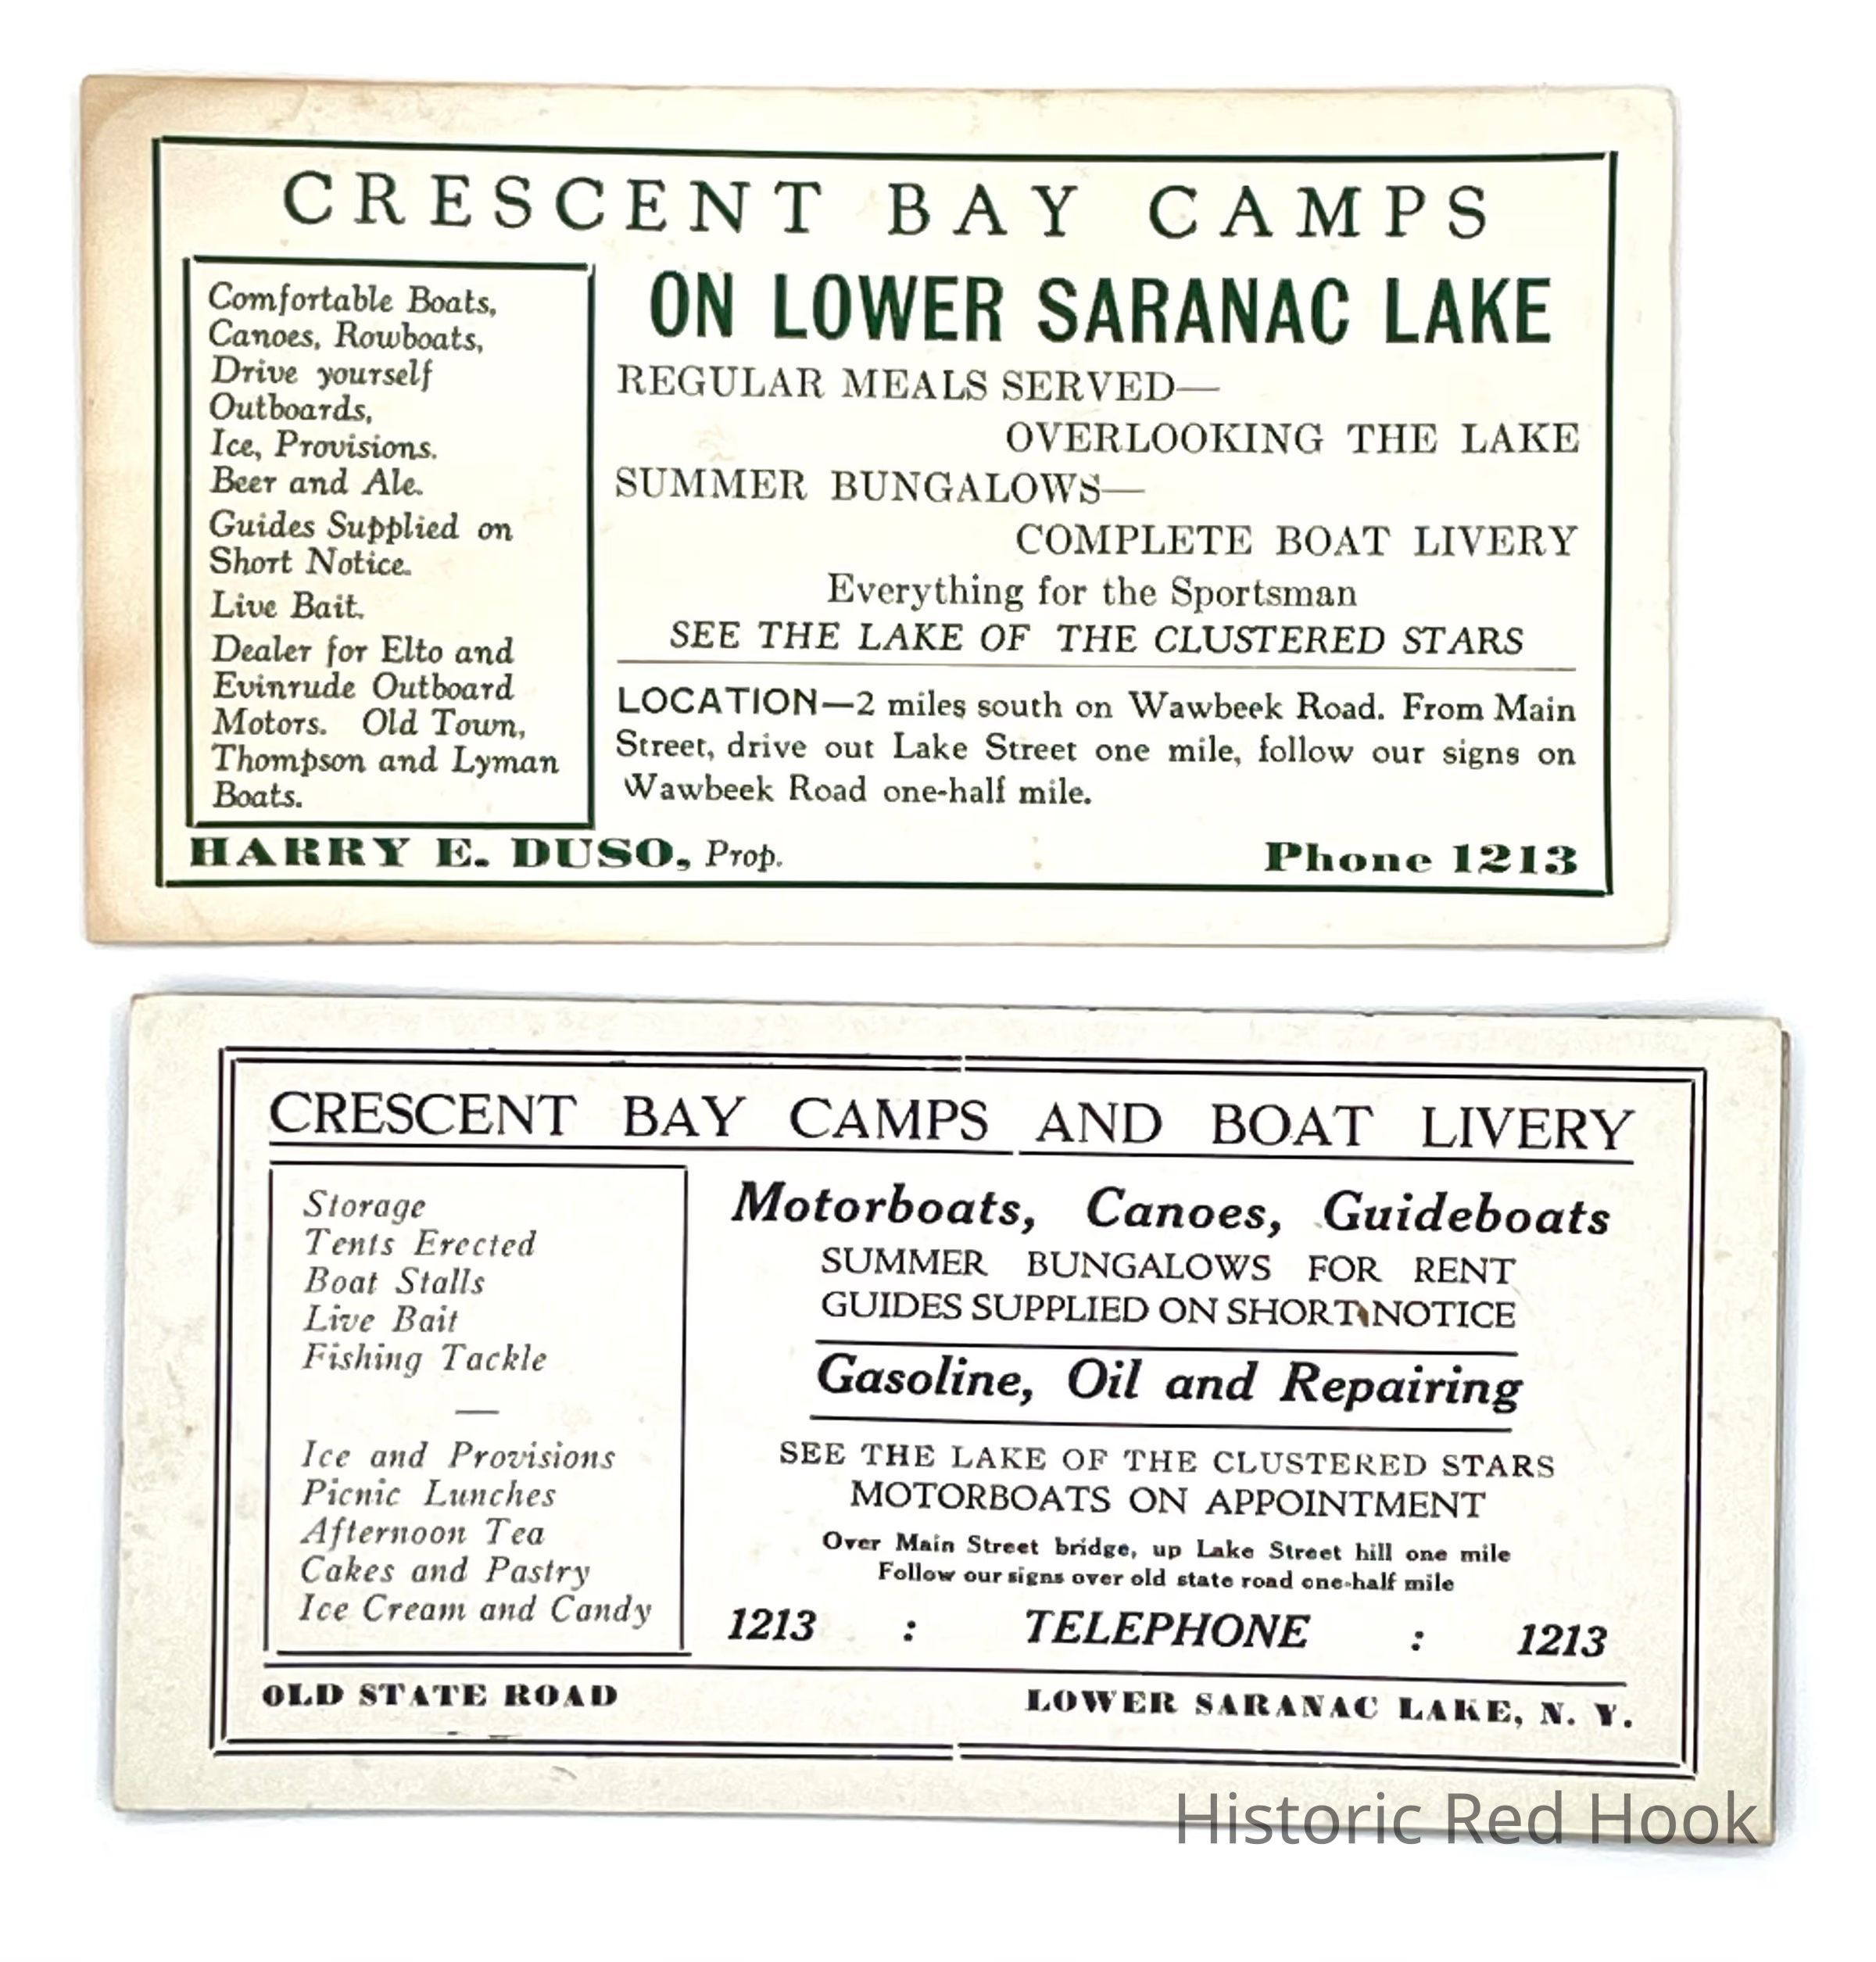 CRESCENT BAY CAMPS
Comfortable Boats,
Canoes, Rowboats,
Drive yourself
Outboards,
Ice, Provisions.
Beer and Ale.
Guides Supplied on
Short Notice.
Live Bait.
Dealer for Elto and
Evinrude Outboard
Motors. Old Town,
Thompson and Lyman
Boats.
ON LOWER SARANAC LAKE
REGULAR MEALS SERVED—
OVERLOOKING THE LAKE
SUMMER BUNGALOWS—
COMPLETE BOAT LIVERY
Everything for the Sportsman
SEE THE LAKE OF THE CLUSTERED STARS
LOCATION—2 miles south on Wawbeek Road. From Main
Street, drive out Lake Street one mile, follow our signs on
Wawbeek Road one-half mile.
HARRY E. DUSO, Prop. Phone 1213
CRESCENT BAY CAMPS AND BOAT LIVERY
Storage
Tents Erected
Boat Stalls
Live Bait
Fishing Tackle
—
Ice and Provisions
Picnic Lunches
Afternoon Tea
Cakes and Pastry
Ice Cream and Candy
Motorboats, Canoes, Guideboats
SUMMER BUNGALOWS FOR RENT
GUIDES SUPPLIED ON SHORT NOTICE
Gasoline, Oil and Repairing
SEE THE LAKE OF THE CLUSTERED STARS
MOTORBOATS ON APPOINTMENT
Over Main Street bridge, up Lake Street hill one mile
Follow our signs over old state road one-half mile
1213 : TELEPHONE : 1213
OLD STATE ROAD LOWER SARANAC LAKE, N. Y.
Historic Red Hook